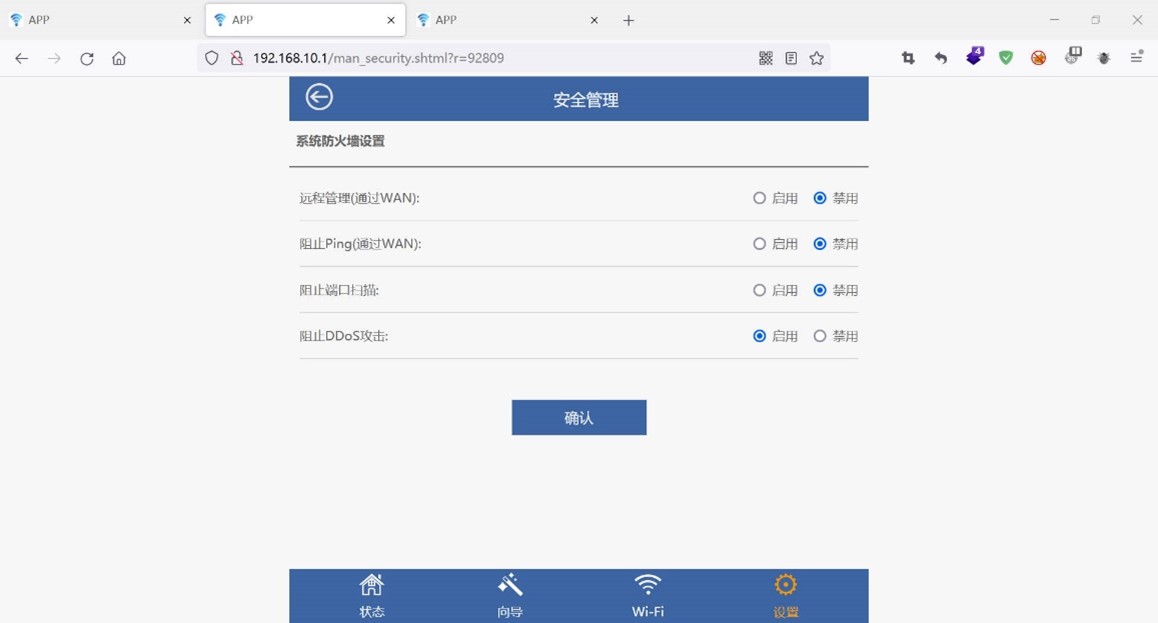 APP
APP
APP
192.168.10.1/man_security.shtml?r=92809
4
安全管理
系统防火墙设置
远程管理(通过WAN): 启用 禁用
阻止Ping(通过WAN): 启用 禁用
阻止端口扫描: 启用 禁用
阻止DDoS攻击: 启用 禁用
确认
状态 向导 Wi-Fi 设置